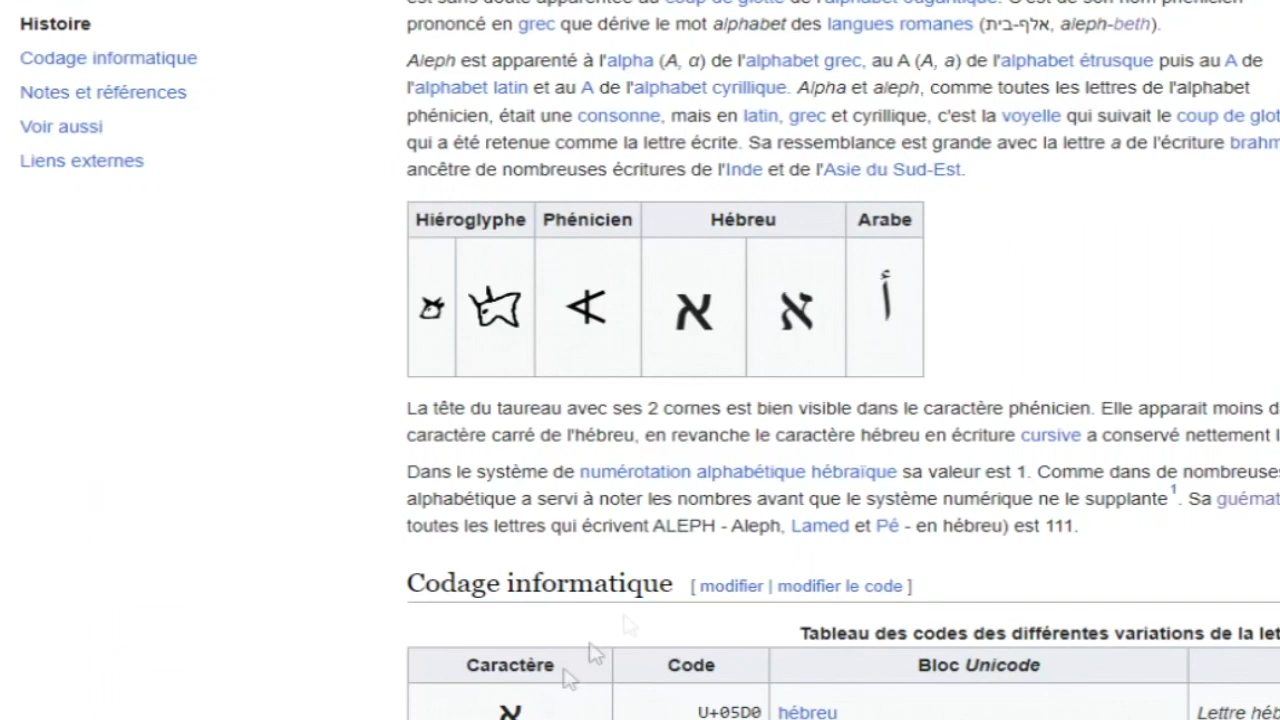 Histoire
Codage informatique
Notes et références
Voir aussi
Liens externes
prononcé en grec que dérive le mot alphabet des langues romanes (אלף-בית, aleph-beth).
Aleph est apparenté à l'alpha (Α, α) de l'alphabet grec, au A (A, a) de l'alphabet étrusque puis au A de
l'alphabet latin et au А de l'alphabet cyrillique. Alpha et aleph, comme toutes les lettres de l'alphabet
phénicien, était une consonne, mais en latin, grec et cyrillique, c'est la voyelle qui suivait le coup de glot
qui a été retenue comme la lettre écrite. Sa ressemblance est grande avec la lettre a de l'écriture brahm
ancêtre de nombreuses écritures de l'Inde et de l'Asie du Sud-Est.
Hiéroglyphe Phénicien Hébreu Arabe
𐤀 א א أ
La tête du taureau avec ses 2 cornes est bien visible dans le caractère phénicien. Elle apparait moins d
caractère carré de l'hébreu, en revanche le caractère hébreu en écriture cursive a conservé nettement l
Dans le système de numérotation alphabétique hébraïque sa valeur est 1. Comme dans de nombreuses
alphabétique a servi à noter les nombres avant que le système numérique ne le supplante1. Sa guémat
toutes les lettres qui écrivent ALEPH - Aleph, Lamed et Pé - en hébreu) est 111.
Codage informatique [ modifier | modifier le code ]
Tableau des codes des différentes variations de la let
Caractère Code Bloc Unicode
א U+05D0 hébreu Lettre héb